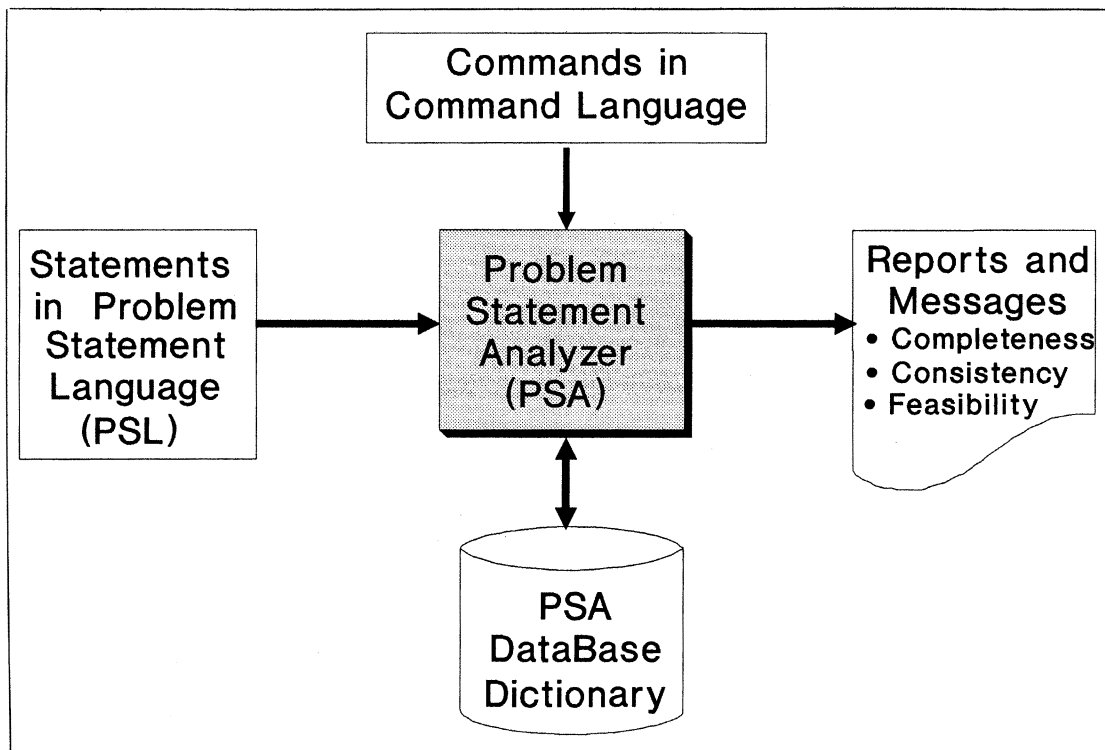 Commands in
Command Language
Statements
in Problem
Statement
Language
(PSL)
Problem
Statement
Analyzer
(PSA)
Reports and
Messages
• Completeness
• Consistency
• Feasibility
PSA
DataBase
Dictionary